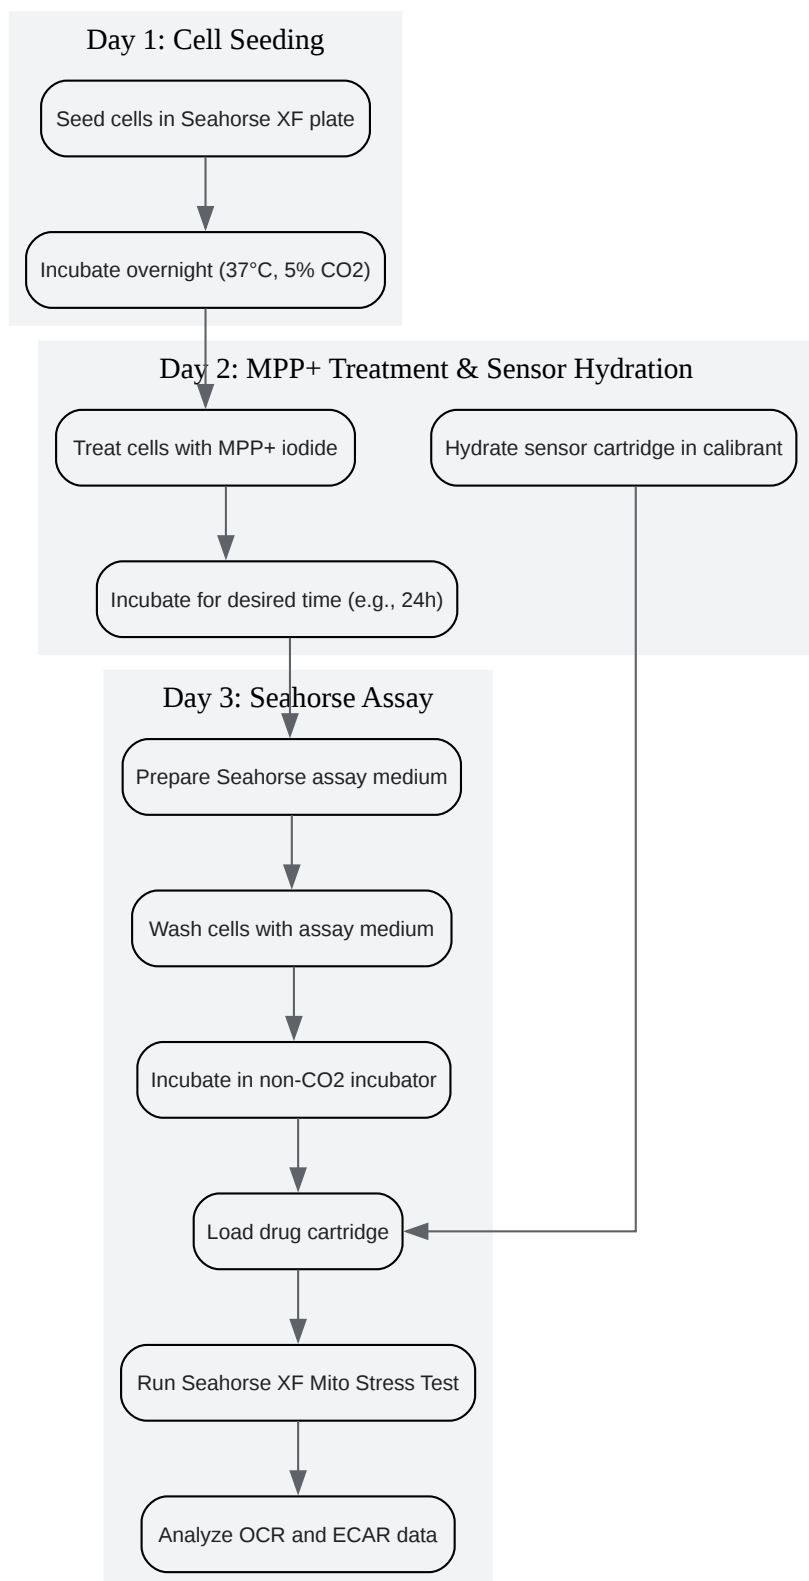 Day 1: Cell Seeding
Seed cells in Seahorse XF plate
Incubate overnight (37°C, 5% CO2)
Day 2: MPP+ Treatment & Sensor Hydration
Treat cells with MPP+ iodide
Hydrate sensor cartridge in calibrant
Incubate for desired time (e.g., 24h)
Day 3: Seahorse Assay
Prepare Seahorse assay medium
Wash cells with assay medium
Incubate in non-CO2 incubator
Load drug cartridge
Run Seahorse XF Mito Stress Test
Analyze OCR and ECAR data